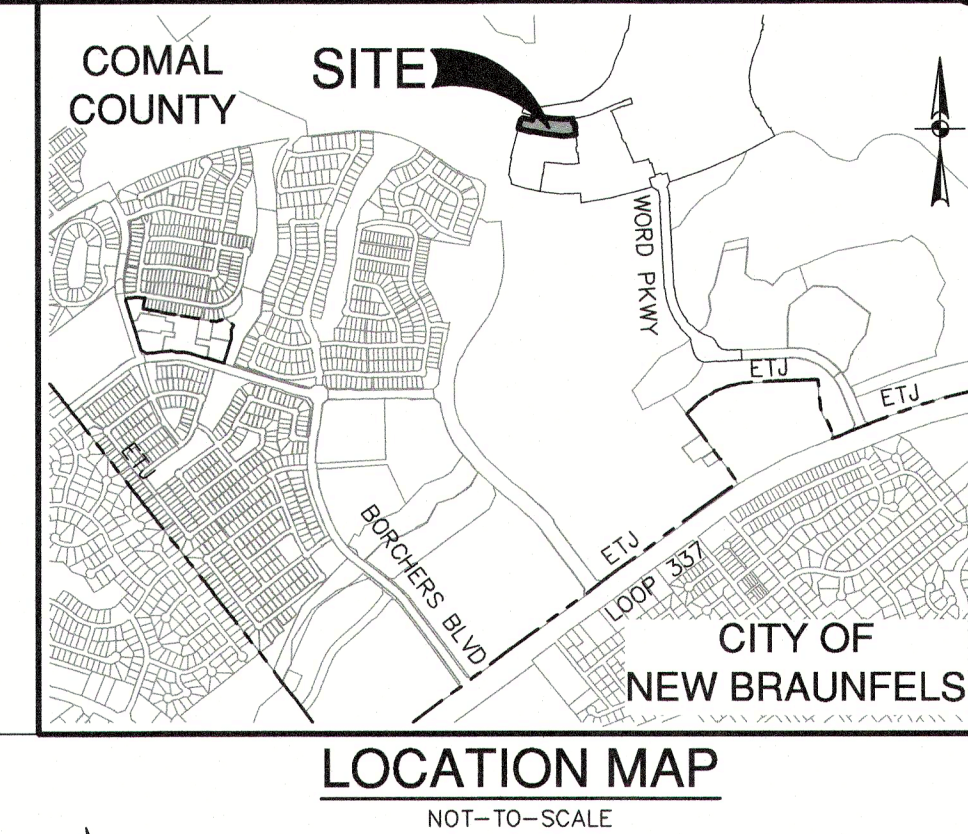 COMAL
COUNTY
SITE
WORD PKWY
ETJ
ETJ
ETJ
BORCHERS BLVD
ETJ
LOOP 337
CITY OF
NEW BRAUNFELS
LOCATION MAP
NOT-TO-SCALE